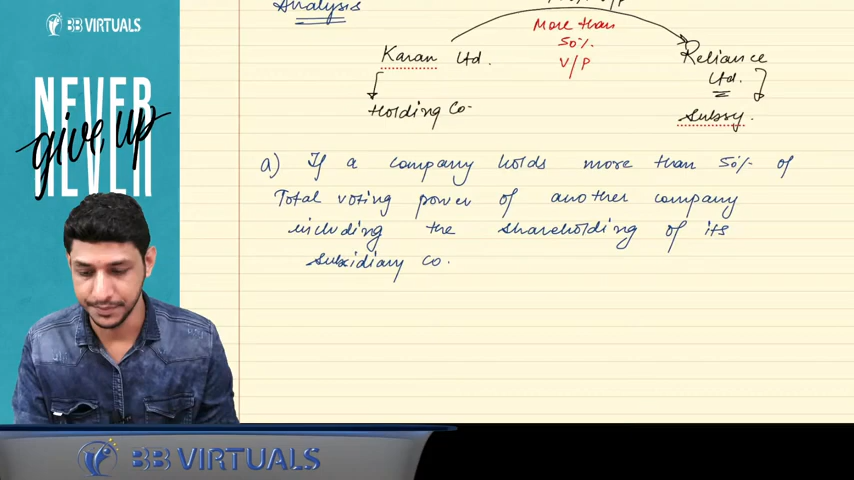 BB VIRTUALS
NEVER
give up
NEVER
Analysis
More than
50%
V/P
Karan Ltd.
Holding Co-
Reliance
Ltd.
Subsy.
a) If a company holds more than 50% of
Total voting power of another company
including the shareholding of its
subsidiary Co.
BB VIRTUALS